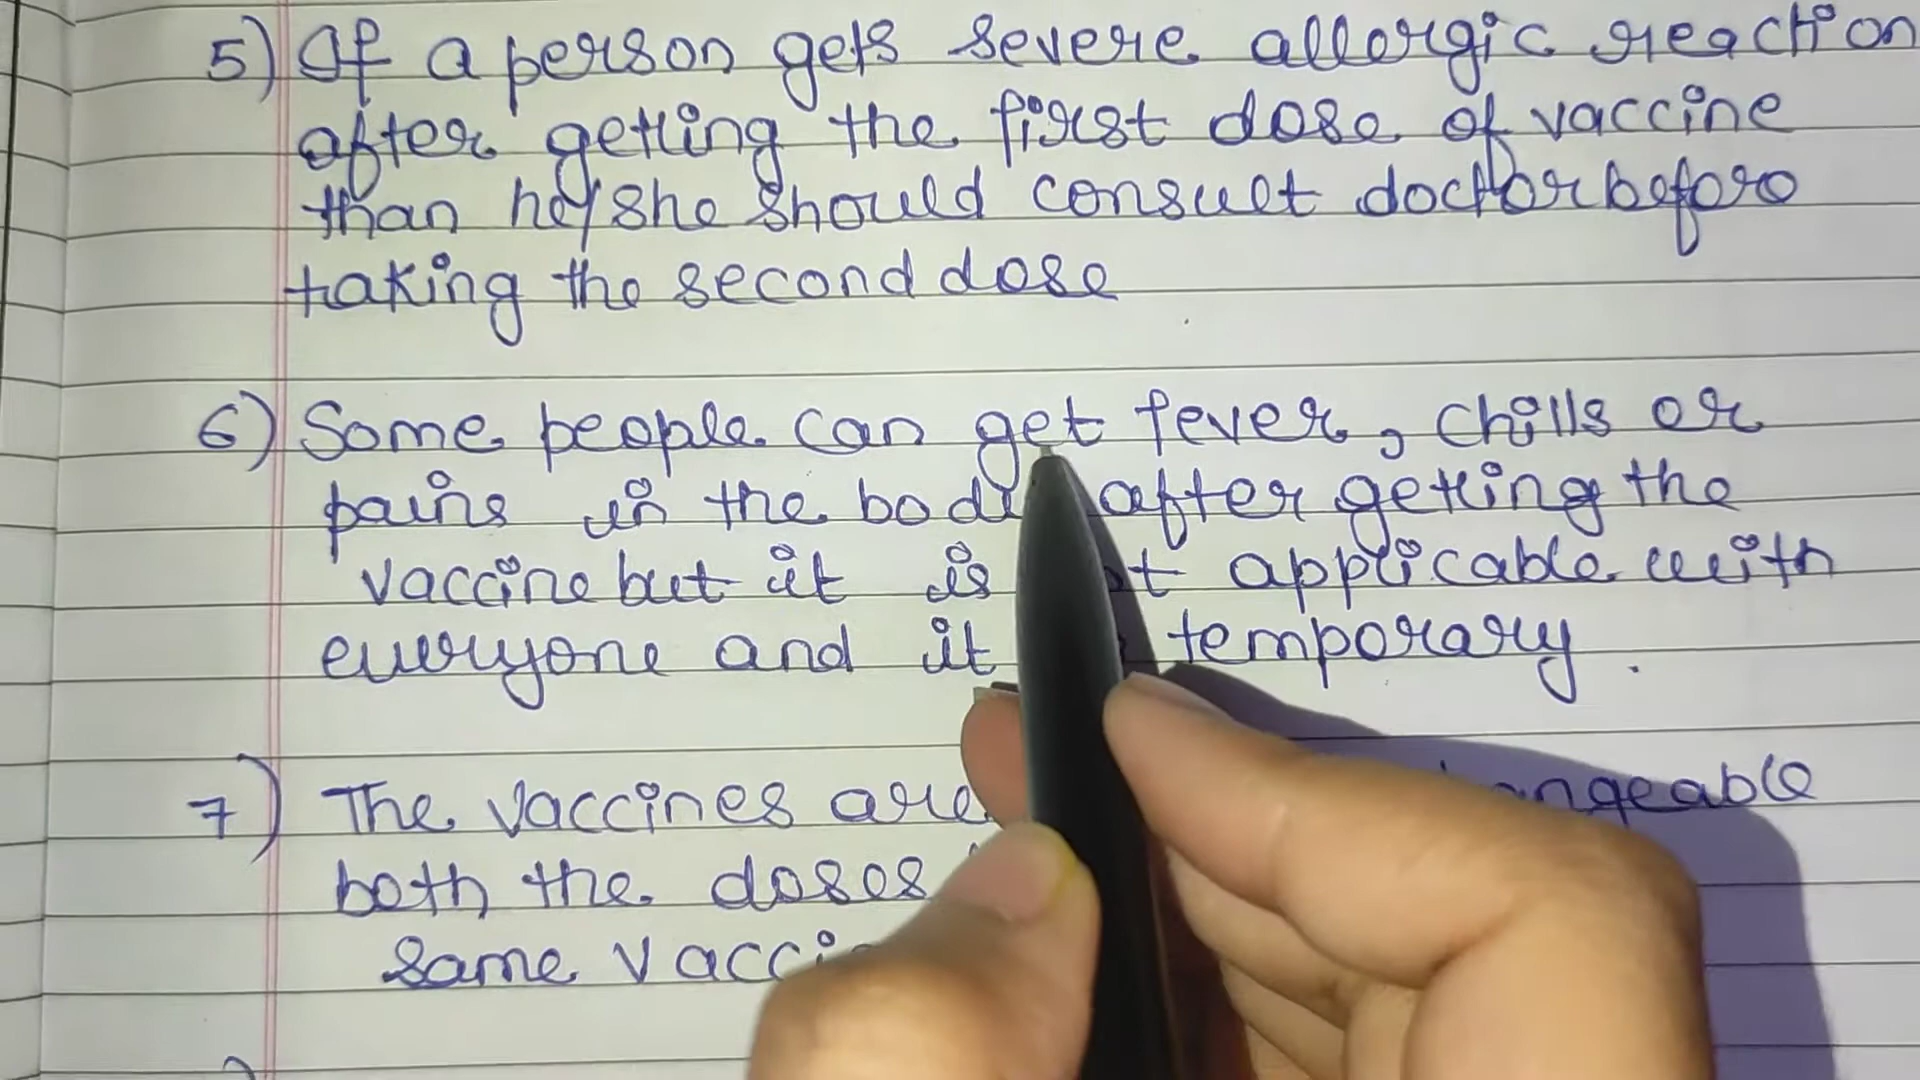 5) If a person gets severe allergic reaction
after getting the first dose of vaccine
than he/she should consult doctor before
taking the second dose
6) Some people can get fever, chills or
pains in the body after getting the
vaccine but it is applicable with
everyone and it temporary.
7) The vaccines are
both the doses
same